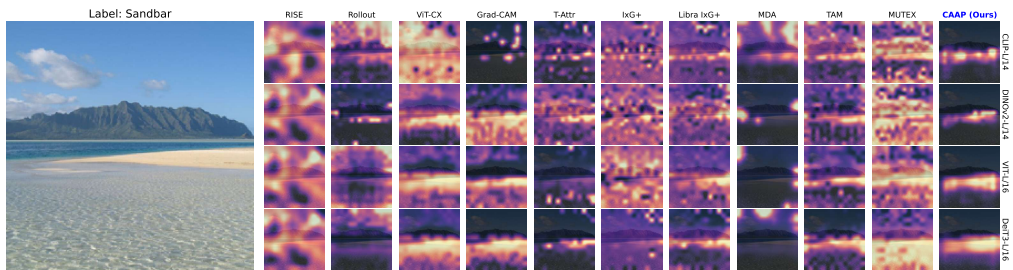 Label: Sandbar
RISE
Rollout
ViT-CX
Grad-CAM
T-Attr
IxG+
Libra IxG+
MDA
TAM
MUTEX
CAAP (Ours)
CLIP-L/14
DINOv2-L/14
ViT-L/16
DeiT3-L/16